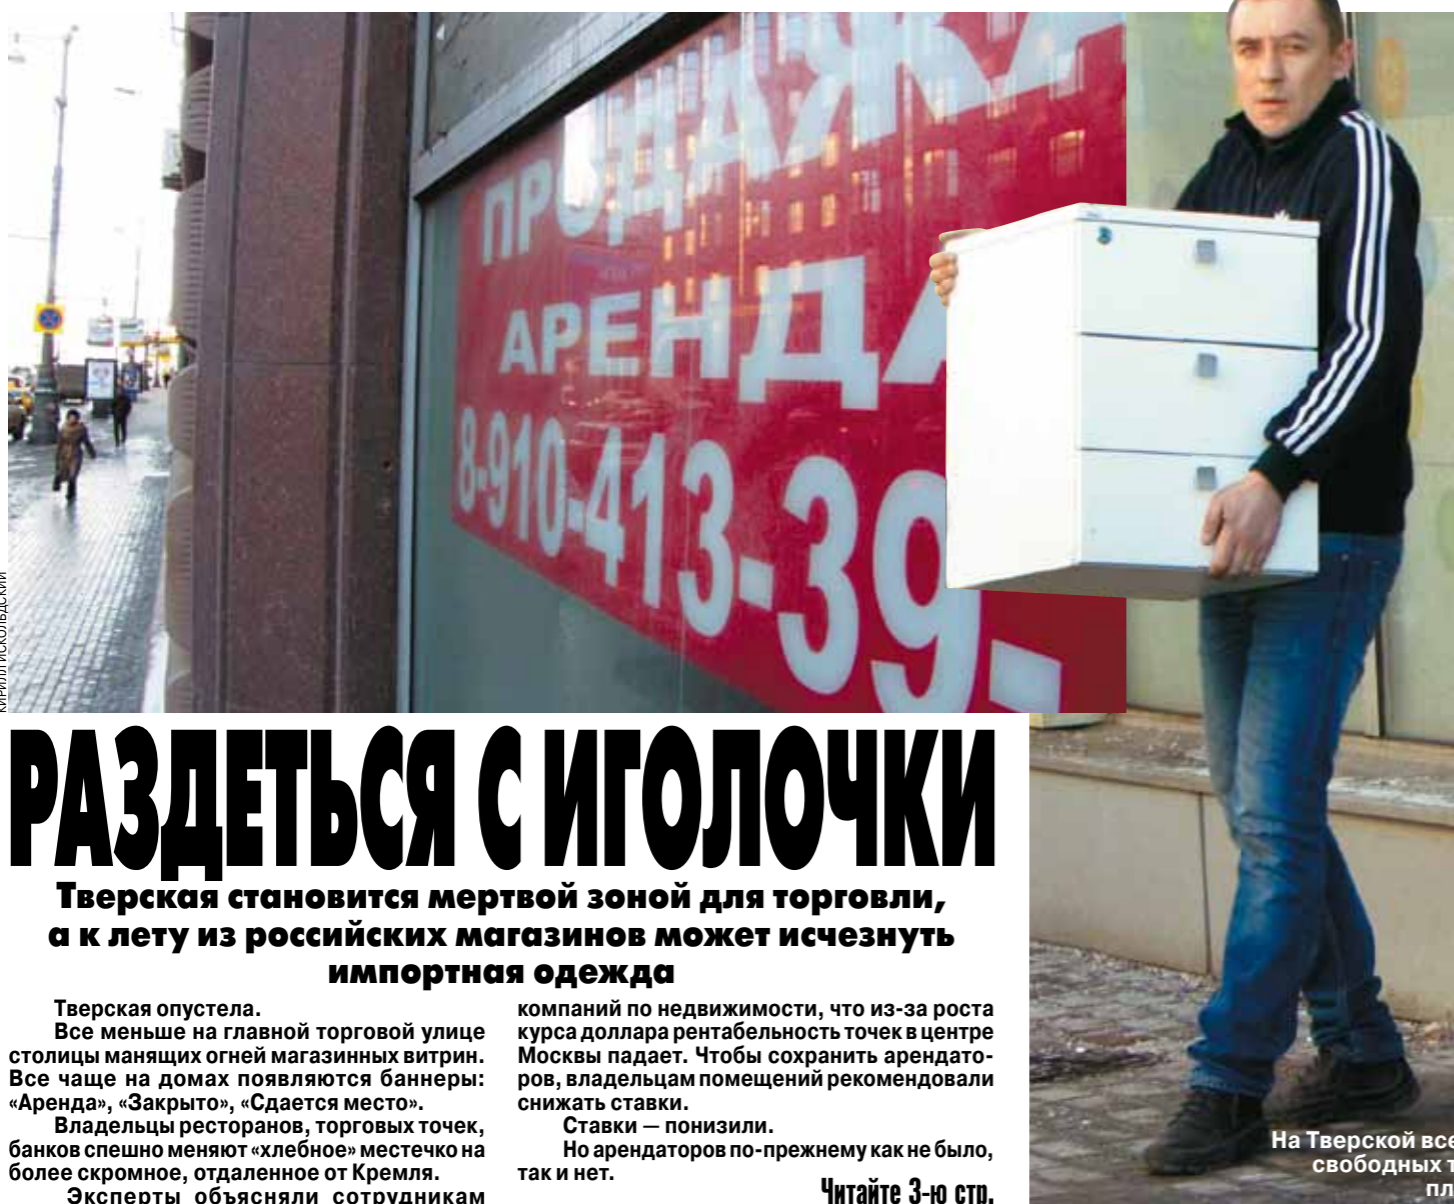 ПРОДАЖА
АРЕНДА
8-910-413-39-
КИРИЛЛ ИСКОЛЬДСКИЙ
РАЗДЕТЬСЯ С ИГОЛОЧКИ
Тверская становится мертвой зоной для торговли,
а к лету из российских магазинов может исчезнуть
импортная одежда
Тверская опустела.
Все меньше на главной торговой улице
столицы манящих огней магазинных витрин.
Все чаще на домах появляются баннеры:
«Аренда», «Закрыто», «Сдается место».
Владельцы ресторанов, торговых точек,
банков спешно меняют «хлебное» местечко на
более скромное, отдаленное от Кремля.
Эксперты объясняли сотрудникам
компаний по недвижимости, что из-за роста
курса доллара рентабельность точек в центре
Москвы падает. Чтобы сохранить арендато-
ров, владельцам помещений рекомендовали
снижать ставки.
Ставки — понизили.
Но арендаторов по-прежнему как не было,
так и нет.
Читайте 3-ю стр.
На Тверской все
свободных т
пл